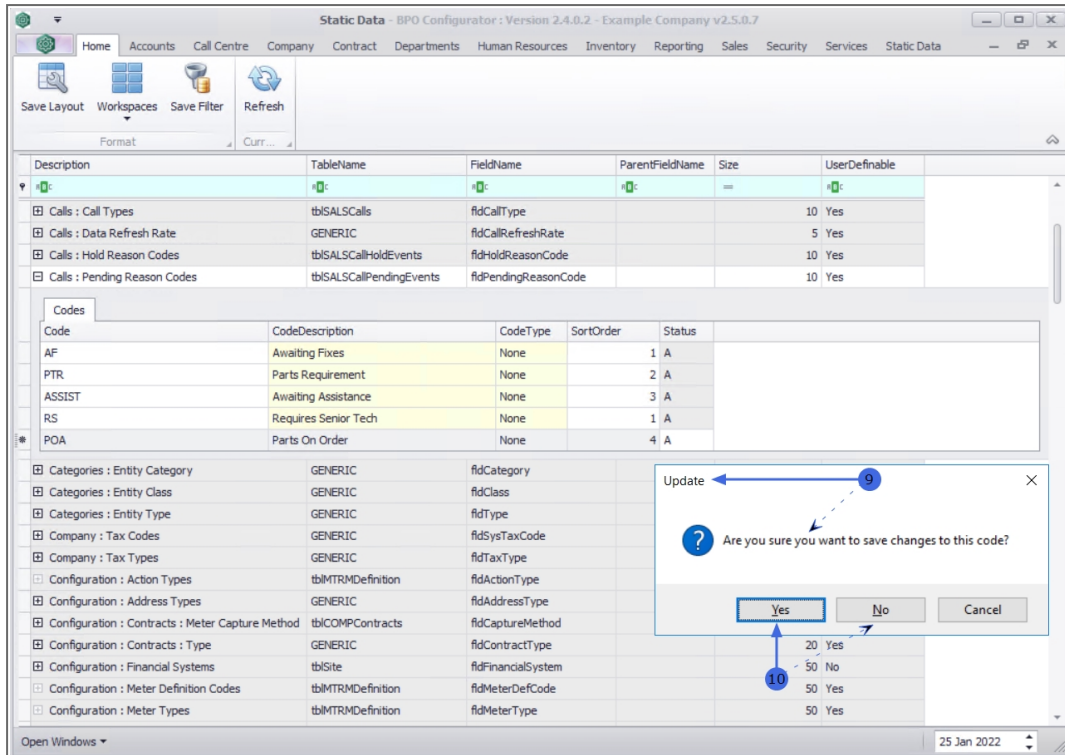 Static Data - BPO Configurator : Version 2.4.0.2 - Example Company v2.5.0.7
Home Accounts Call Centre Company Contract Departments Human Resources Inventory Reporting Sales Security Services Static Data
Save Layout Workspaces Save Filter Refresh
Format Curr...
Description TableName FieldName ParentFieldName Size UserDefinable
ABC ABC ABC ABC = ABC
Calls : Call Types tblSALSCalls fldCallType 10 Yes
Calls : Data Refresh Rate GENERIC fldCallRefreshRate 5 Yes
Calls : Hold Reason Codes tblSALSCallHoldEvents fldHoldReasonCode 10 Yes
Calls : Pending Reason Codes tblSALSCallPendingEvents fldPendingReasonCode 10 Yes
Codes
Code CodeDescription CodeType SortOrder Status
AF Awaiting Fixes None 1 A
PTR Parts Requirement None 2 A
ASSIST Awaiting Assistance None 3 A
RS Requires Senior Tech None 1 A
POA Parts On Order None 4 A
Categories : Entity Category GENERIC fldCategory
Categories : Entity Class GENERIC fldClass
Categories : Entity Type GENERIC fldType
Company : Tax Codes GENERIC fldSysTaxCode
Company : Tax Types GENERIC fldTaxType
Configuration : Action Types tblMTRMDefinition fldActionType
Configuration : Address Types GENERIC fldAddressType
Configuration : Contracts : Meter Capture Method tblCOMPContracts fldCaptureMethod
Configuration : Contracts : Type GENERIC fldContractType 20 Yes
Configuration : Financial Systems tblSite fldFinancialSystem 50 No
Configuration : Meter Definition Codes tblMTRMDefinition fldMeterDefCode 50 Yes
Configuration : Meter Types tblMTRMDefinition fldMeterType 50 Yes
Update 9
? Are you sure you want to save changes to this code?
Yes No Cancel
10
Open Windows 25 Jan 2022